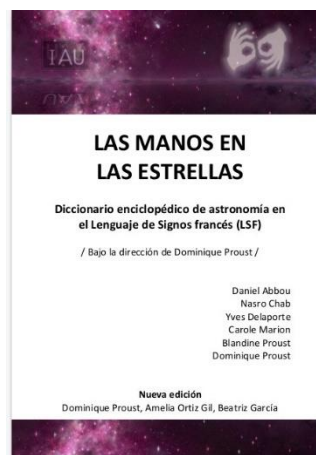 IAU
LAS MANOS EN
LAS ESTRELLAS
Diccionario enciclopédico de astronomía en
el Lenguaje de Signos francés (LSF)
/ Bajo la dirección de Dominique Proust /
Daniel Abbou
Nasro Chab
Yves Delaporte
Carole Marion
Blandine Proust
Dominique Proust
Nueva edición
Dominique Proust, Amelia Ortiz Gil, Beatriz García